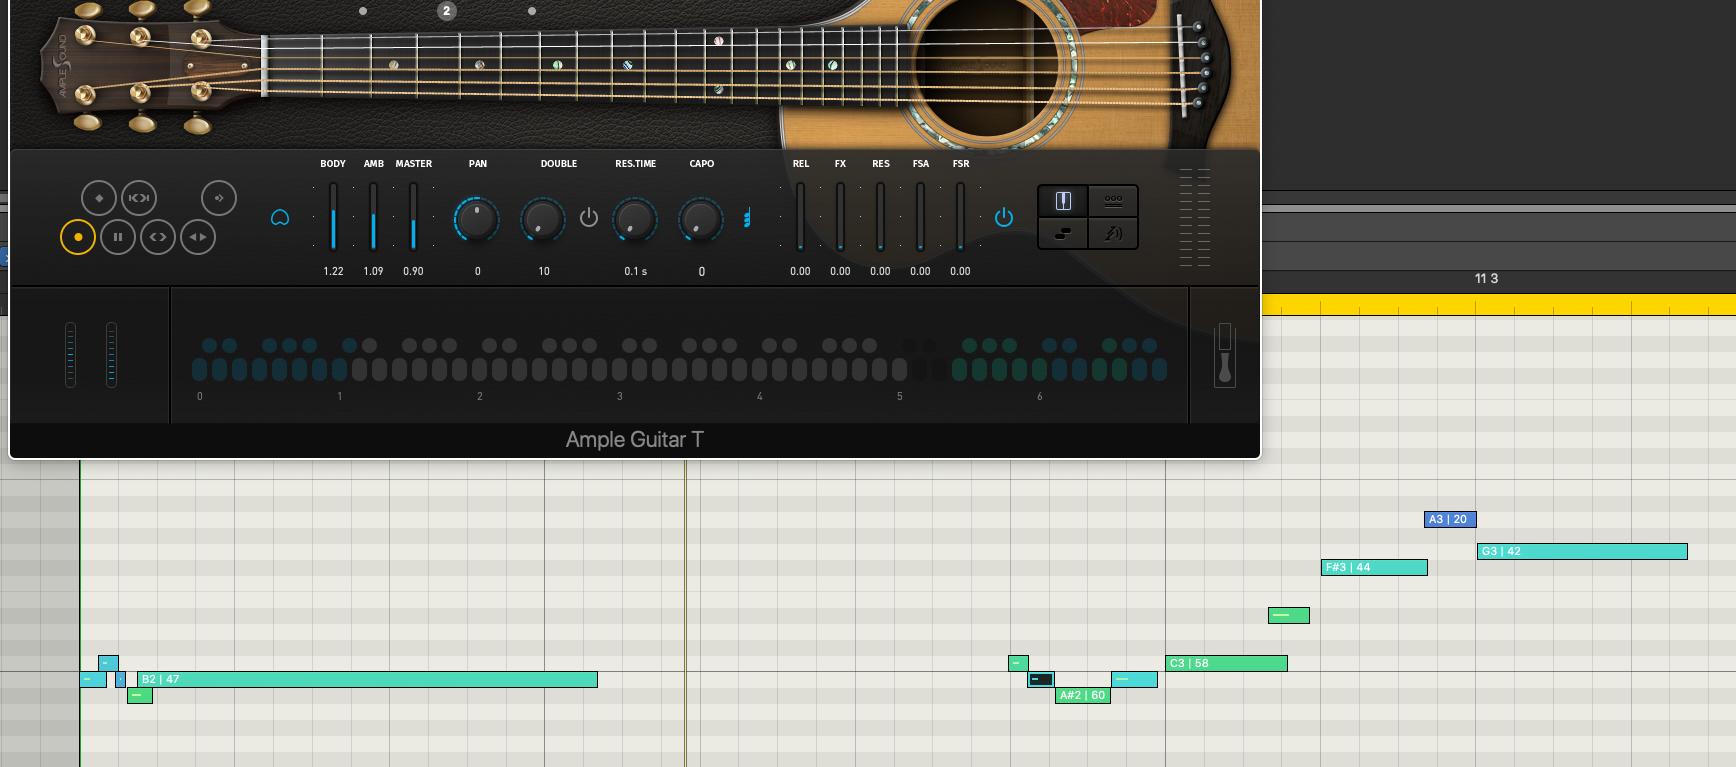 AMPLE SOUND
2
BODY AMB MASTER PAN DOUBLE RES.TIME CAPO REL FX RES FSA FSR
1.22 1.09 0.90 0 10 0.1 s 0 0.00 0.00 0.00 0.00 0.00
11 3
0 1 2 3 4 5 6
Ample Guitar T
A3 | 20
G3 | 42
F#3 | 44
C3 | 58
B2 | 47
A#2 | 60